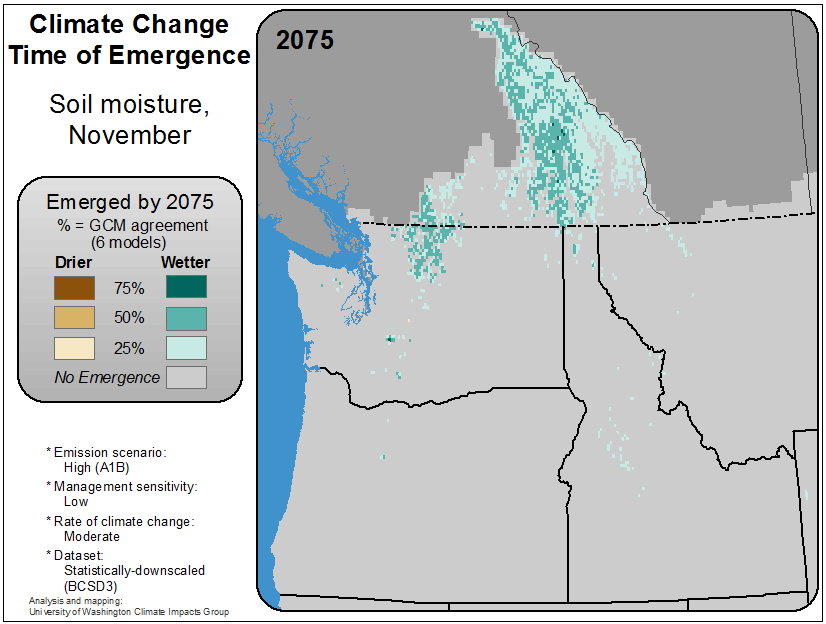 Climate Change
Time of Emergence
2075
Soil moisture,
November
Emerged by 2075
% = GCM agreement
(6 models)
Drier Wetter
75%
50%
25%
No Emergence
* Emission scenario:
High (A1B)
* Management sensitivity:
Low
* Rate of climate change:
Moderate
* Dataset:
Statistically-downscaled
(BCSD3)
Analysis and mapping:
University of Washington Climate Impacts Group